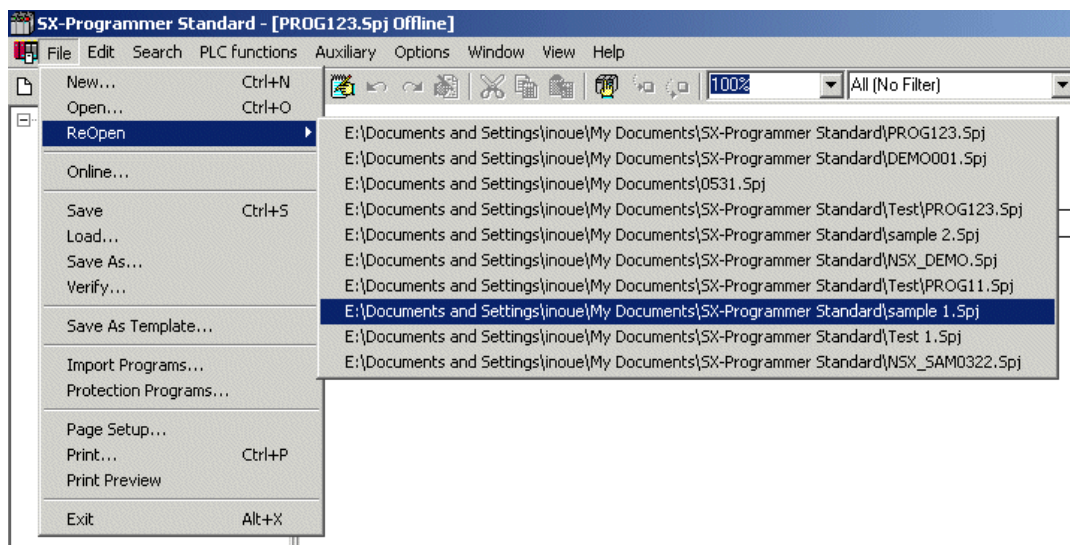 SX-Programmer Standard - [PROG123.Spj Offline]
File Edit Search PLC functions Auxiliary Options Window View Help
100% All (No Filter)
New... Ctrl+N
Open... Ctrl+O
ReOpen
Online...
Save Ctrl+S
Load...
Save As...
Verify...
Save As Template...
Import Programs...
Protection Programs...
Page Setup...
Print... Ctrl+P
Print Preview
Exit Alt+X
E:\Documents and Settings\inoue\My Documents\SX-Programmer Standard\PROG123.Spj
E:\Documents and Settings\inoue\My Documents\SX-Programmer Standard\DEMO001.Spj
E:\Documents and Settings\inoue\My Documents\0531.Spj
E:\Documents and Settings\inoue\My Documents\SX-Programmer Standard\Test\PROG123.Spj
E:\Documents and Settings\inoue\My Documents\SX-Programmer Standard\sample 2.Spj
E:\Documents and Settings\inoue\My Documents\SX-Programmer Standard\NSX_DEMO.Spj
E:\Documents and Settings\inoue\My Documents\SX-Programmer Standard\Test\PROG11.Spj
E:\Documents and Settings\inoue\My Documents\SX-Programmer Standard\sample 1.Spj
E:\Documents and Settings\inoue\My Documents\SX-Programmer Standard\Test 1.Spj
E:\Documents and Settings\inoue\My Documents\SX-Programmer Standard\NSX_SAM0322.Spj